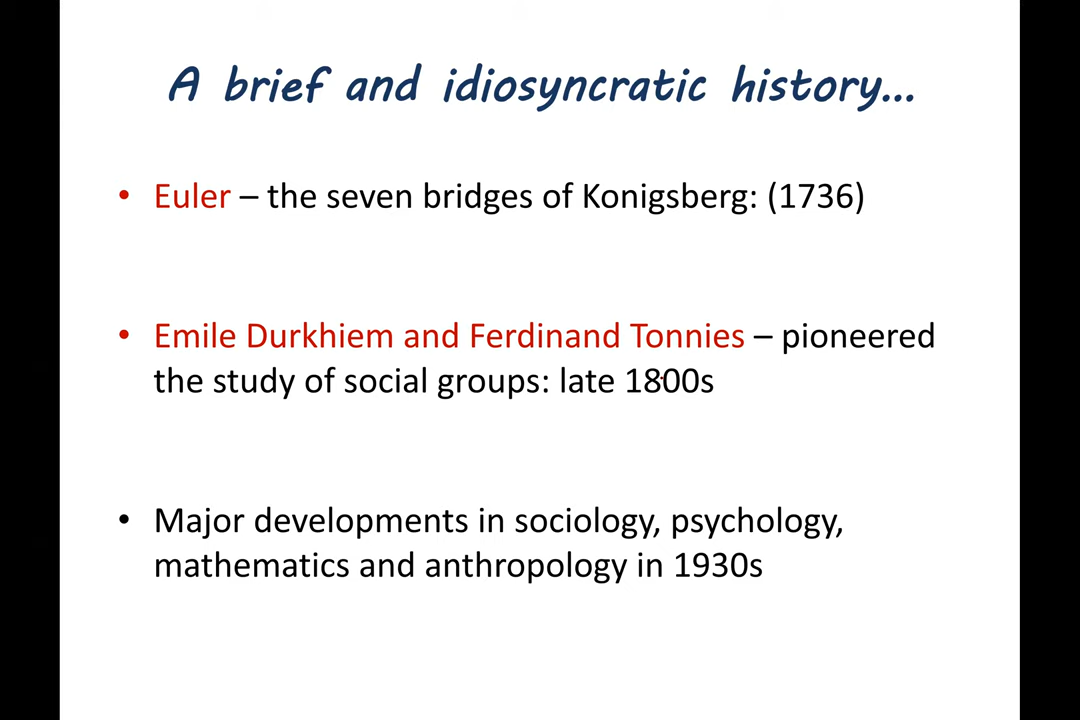 A brief and idiosyncratic history...
• Euler – the seven bridges of Konigsberg: (1736)
• Emile Durkhiem and Ferdinand Tonnies – pioneered
the study of social groups: late 1800s
• Major developments in sociology, psychology,
mathematics and anthropology in 1930s